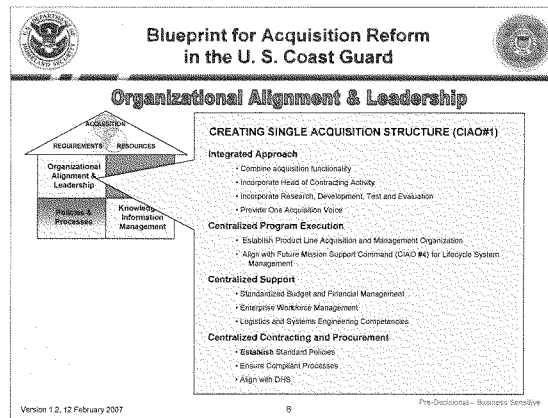 Blueprint for Acquisition Reform
in the U. S. Coast Guard
Organizational Alignment & Leadership
ACQUISITION
REQUIREMENTS RESOURCES
Organizational
Alignment &
Leadership
Policies &
Processes
Knowledge
Information
Management
CREATING SINGLE ACQUISITION STRUCTURE (CIAO#1)
Integrated Approach
• Combine acquisition functionality
• Incorporate Head of Contracting Activity
• Incorporate Research, Development, Test and Evaluation
• Provide One Acquisition Voice
Centralized Program Execution
• Establish Product Line Acquisition and Management Organization
• Align with Future Mission Support Command (CIAO #4) for Lifecycle System
Management
Centralized Support
• Standardized Budget and Financial Management
• Enterprise Workforce Management
• Logistics and Systems Engineering Competencies
Centralized Contracting and Procurement
• Establish Standard Policies
• Ensure Compliant Processes
• Align with DHS
Version 1.2, 12 February 2007
8
Pre-Decisional – Business Sensitive